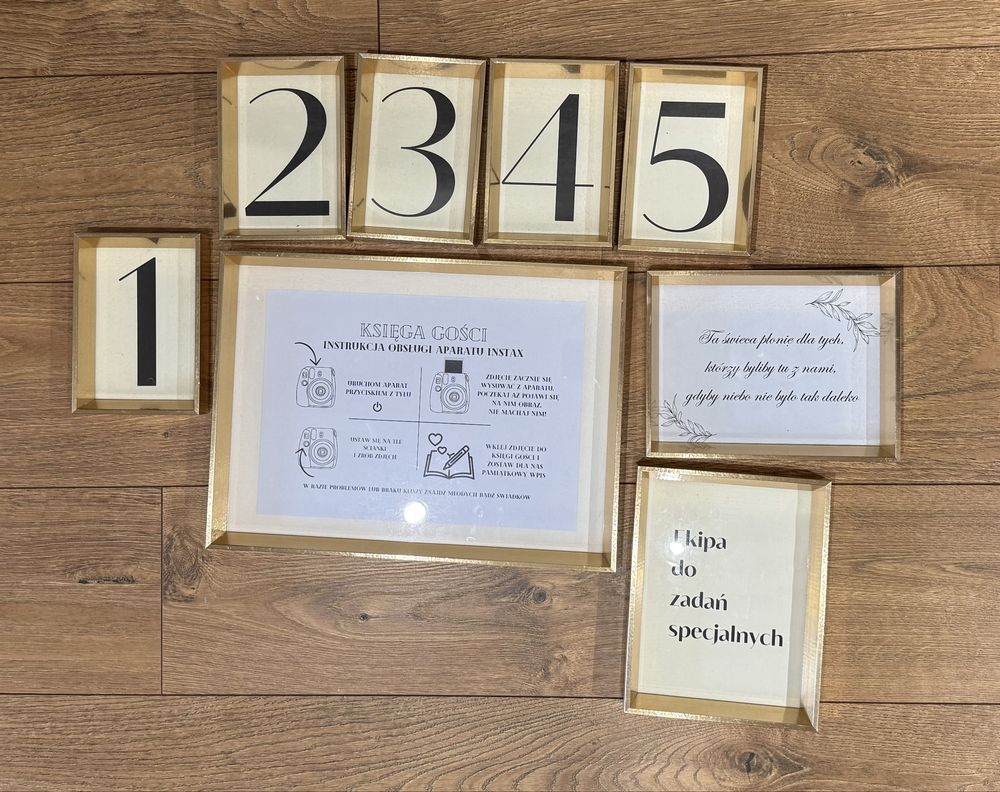 2
3
4
5
1
KSIĘGA GOŚCI
INSTRUKCJA OBSŁUGI APARATU INSTAX
URUCHOM APARAT
PRZYCISKIEM Z TYŁU
ZDJĘCIE ZACZNIE SIĘ
WYSUWAĆ Z APARATU,
POCZEKAJ AŻ POJAWI SIĘ
NA NIM OBRAZ.
NIE MACHAJ NIM!
USTAW SIĘ NA TLE
ŚCIANKI
I ZRÓB ZDJĘCIE
WKLEJ ZDJĘCIE DO
KSIĘGI GOŚCI I
ZOSTAW DLA NAS
PAMIĄTKOWY WPIS
W RAZIE PROBLEMÓW LUB BRAKU KLISZY ZNAJDŹ MŁODYCH BĄDŹ ŚWIADKÓW
Ta świeca płonie dla tych,
którzy byliby tu z nami,
gdyby niebo nie było tak daleko
Ekipa
do
zadań
specjalnych